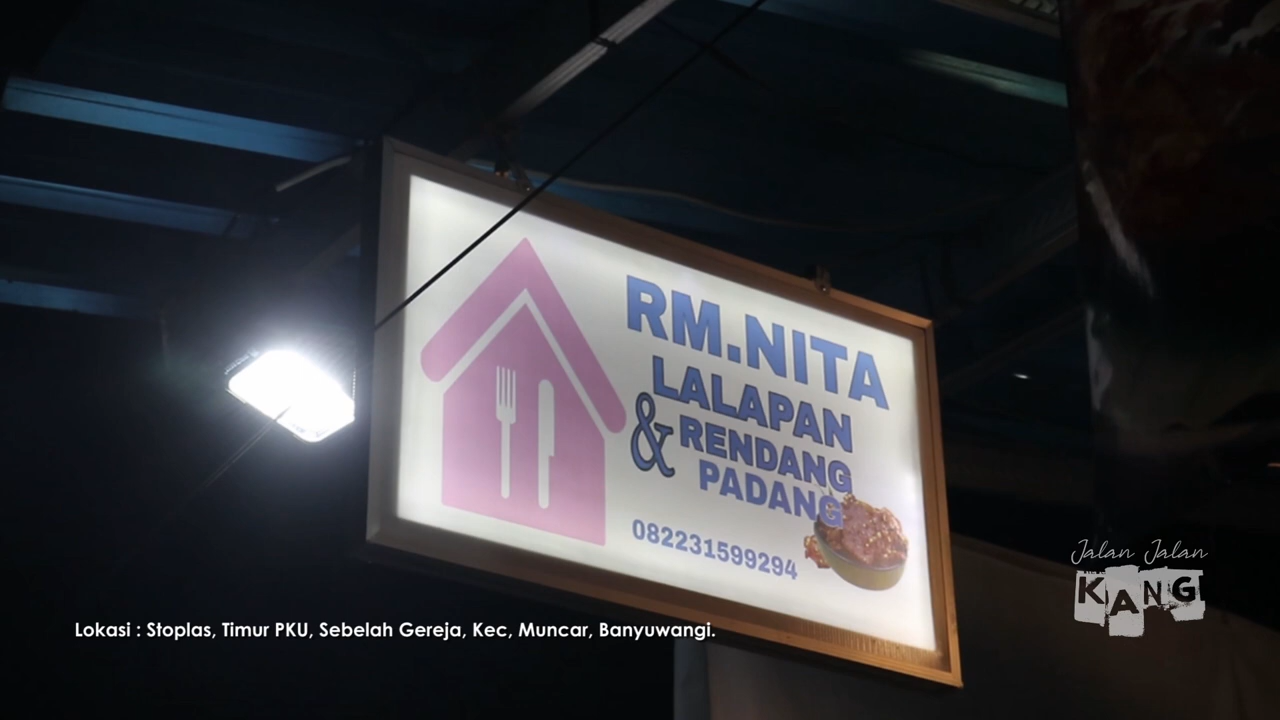 RM.NITA
LALAPAN
&
RENDANG
PADANG
082231599294
Jalan Jalan
KANG
Lokasi : Stoplas, Timur PKU, Sebelah Gereja, Kec, Muncar, Banyuwangi.